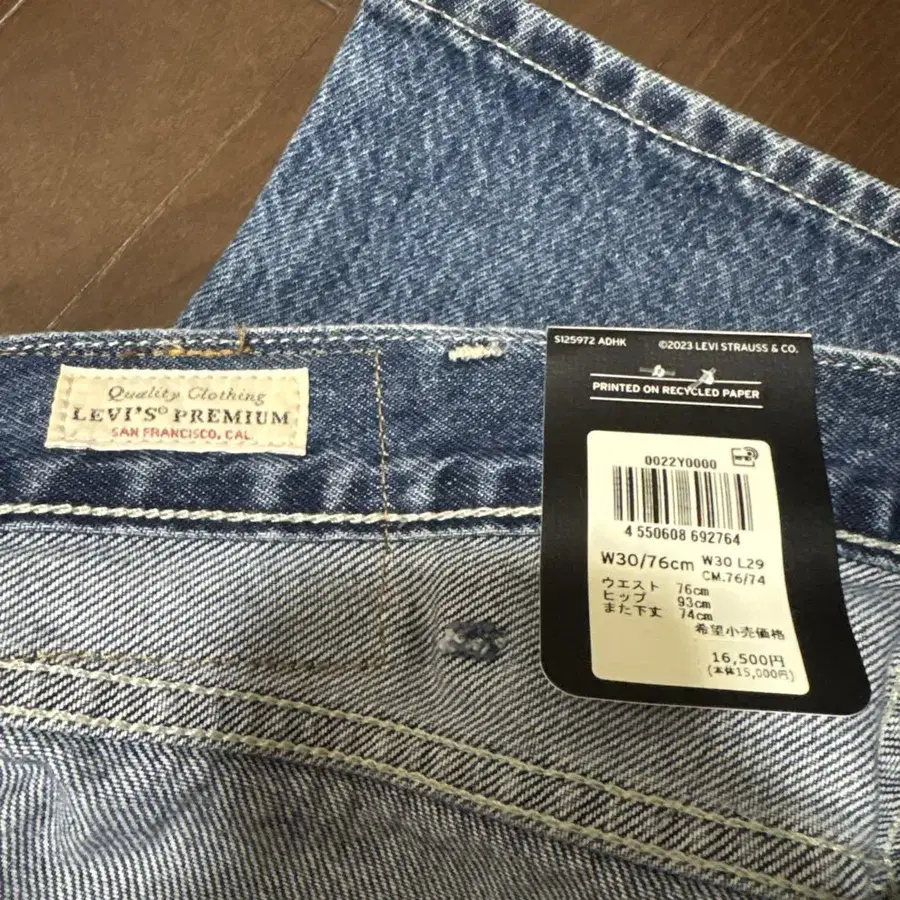 Quality Clothing
LEVI'S® PREMIUM
SAN FRANCISCO, CAL
S125972 ADHK ©2023 LEVI STRAUSS & CO.
PRINTED ON RECYCLED PAPER
0022Y0000
4 550608 692764
W30/76cm W30 L29
CM.76/74
ウエスト 76cm
ヒップ 93cm
また下丈 74cm
希望小売価格
16,500円
(本体15,000円)